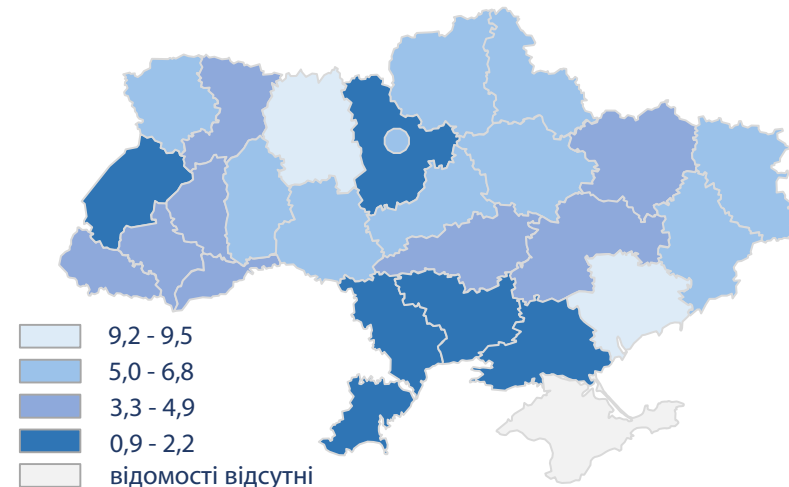 9,2 - 9,5
5,0 - 6,8
3,3 - 4,9
0,9 - 2,2
відомості відсутні